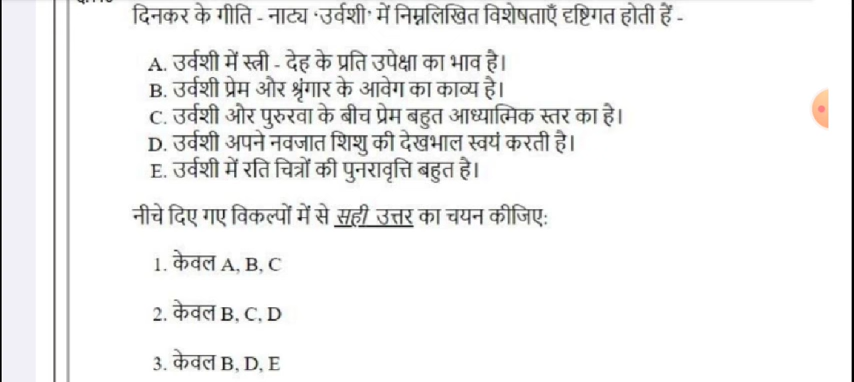 दिनकर के गीति - नाट्य 'उर्वशी' में निम्नलिखित विशेषताएँ दृष्टिगत होती हैं -
A. उर्वशी में स्त्री - देह के प्रति उपेक्षा का भाव है।
B. उर्वशी प्रेम और श्रृंगार के आवेग का काव्य है।
C. उर्वशी और पुरुरवा के बीच प्रेम बहुत आध्यात्मिक स्तर का है।
D. उर्वशी अपने नवजात शिशु की देखभाल स्वयं करती है।
E. उर्वशी में रति चित्रों की पुनरावृत्ति बहुत है।
नीचे दिए गए विकल्पों में से सही उत्तर का चयन कीजिए:
1. केवल A, B, C
2. केवल B, C, D
3. केवल B, D, E